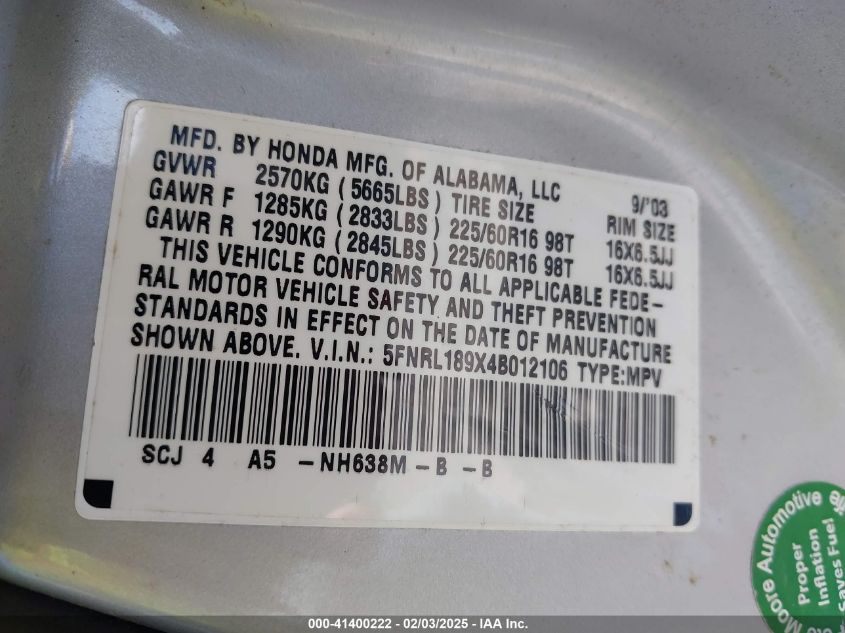 MFD. BY HONDA MFG. OF ALABAMA, LLC 9/'03
GVWR 2570KG (5665LBS) TIRE SIZE RIM SIZE
GAWR F 1285KG (2833LBS) 225/60R16 98T 16X6.5JJ
GAWR R 1290KG (2845LBS) 225/60R16 98T 16X6.5JJ
THIS VEHICLE CONFORMS TO ALL APPLICABLE FEDE-
RAL MOTOR VEHICLE SAFETY AND THEFT PREVENTION
STANDARDS IN EFFECT ON THE DATE OF MANUFACTURE
SHOWN ABOVE. V.I.N.: 5FNRL189X4B012106 TYPE:MPV
SCJ 4 A5 -NH638M -B -B
Moore Automotive
Proper
Inflation
Saves Fuel
000-41400222 - 02/03/2025 - IAA Inc.